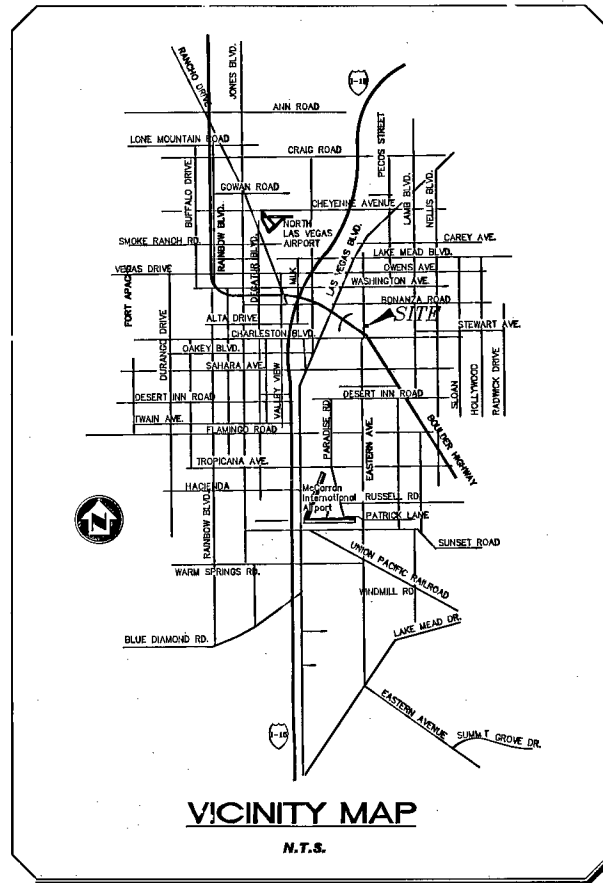 RANCHO DRIVE
JONES BLVD.
I-15
ANN ROAD
LONE MOUNTAIN ROAD
CRAIG ROAD
PECOS STREET
BUFFALO DRIVE
GOWAN ROAD
LAMB BLVD.
NELLIS BLVD.
CHEYENNE AVENUE
RAINBOW BLVD.
NORTH
LAS VEGAS
AIRPORT
LAS VEGAS BLVD.
CAREY AVE.
SMOKE RANCH RD.
DECATUR BLVD.
LAKE MEAD BLVD.
OWENS AVE.
VEGAS DRIVE
MLK
WASHINGTON AVE.
FORT APACHE
BONANZA ROAD
ALTA DRIVE
SITE
STEWART AVE.
CHARLESTON BLVD.
DURANGO DRIVE
OAKEY BLVD.
SAHARA AVE.
VALLEY VIEW
SLOAN
HOLLYWOOD
RADWICK DRIVE
DESERT INN ROAD
DESERT INN ROAD
TWAIN AVE.
FLAMINGO ROAD
PARADISE RD
EASTERN AVE.
BOULDER HIGHWAY
TROPICANA AVE.
HACIENDA
McCarran
International
Airport
RUSSELL RD
PATRICK LANE
RAINBOW BLVD.
N
SUNSET ROAD
UNION PACIFIC RAILROAD
WARM SPRINGS RD.
WINDMILL RD
LAKE MEAD DR.
BLUE DIAMOND RD.
EASTERN AVENUE
SUMMIT GROVE DR.
I-15
VICINITY MAP
N.T.S.